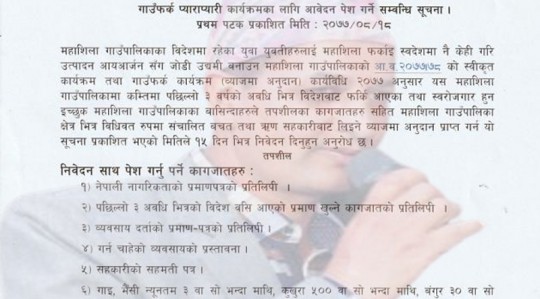 गाउँफर्क प्याराप्यारी कार्यक्रमका लागि आवेदन पेश गर्ने सम्बन्धि सूचना ।
प्रथम पटक प्रकाशित मिति : २०७७/०८/१८
महाशिला गाउँपालिकाका विदेशमा रहेका युवा युवतीहरुलाई महाशिला फर्काइ स्वदेशमा नै केही गरि
उत्पादन आयआर्जन संग जोडी उद्यमी बनाउन महाशिला गाउँपालिकाको आ.व.२०७७/७८ को स्वीकृत
कार्यक्रम तथा गाउँफर्क कार्यक्रम (व्याजमा अनुदान) कार्यविधी २०७७ अनुसार यस महाशिला
गाउँपालिकामा कम्तिमा पछिल्लो ३ वर्षको अवधि भित्र विदेशबाट फर्कि आएका तथा स्वरोजगार हुन
इच्छुक महाशिला गाउँपालिकाका बासिन्दाहरुले तपशीलका कागजातहरु सहित महाशिला गाउँपालिका
क्षेत्र भित्र विधिवत रुपमा संचालित बचत तथा ऋण सहकारीबाट लिइने व्याजमा अनुदान प्राप्त गर्न यो
सूचना प्रकाशित भएको मितिले १५ दिन भित्र निवेदन दिनुहुन अनुरोध छ ।
तपशील
निवेदन साथ पेश गर्नु पर्ने कागजातहरु :
१) नेपाली नागरिकताको प्रमाणपत्रको प्रतिलिपी ।
२) पछिल्लो ३ अवधि भित्रको विदेश बसि आएको प्रमाण खुल्ने कागजातको प्रतिलिपी ।
३) व्यवसाय दर्ताको प्रमाण-पत्रको प्रतिलिपी ।
४) गर्न चाहेको व्यवसायको प्रस्तावना ।
५) सहकारीको सहमती पत्र ।
६) गाइ, भैंसी न्यूनतम ३ वा सो भन्दा माथि, कुखुरा ५०० वा सो भन्दा माथि, बंगुर ३० वा सो